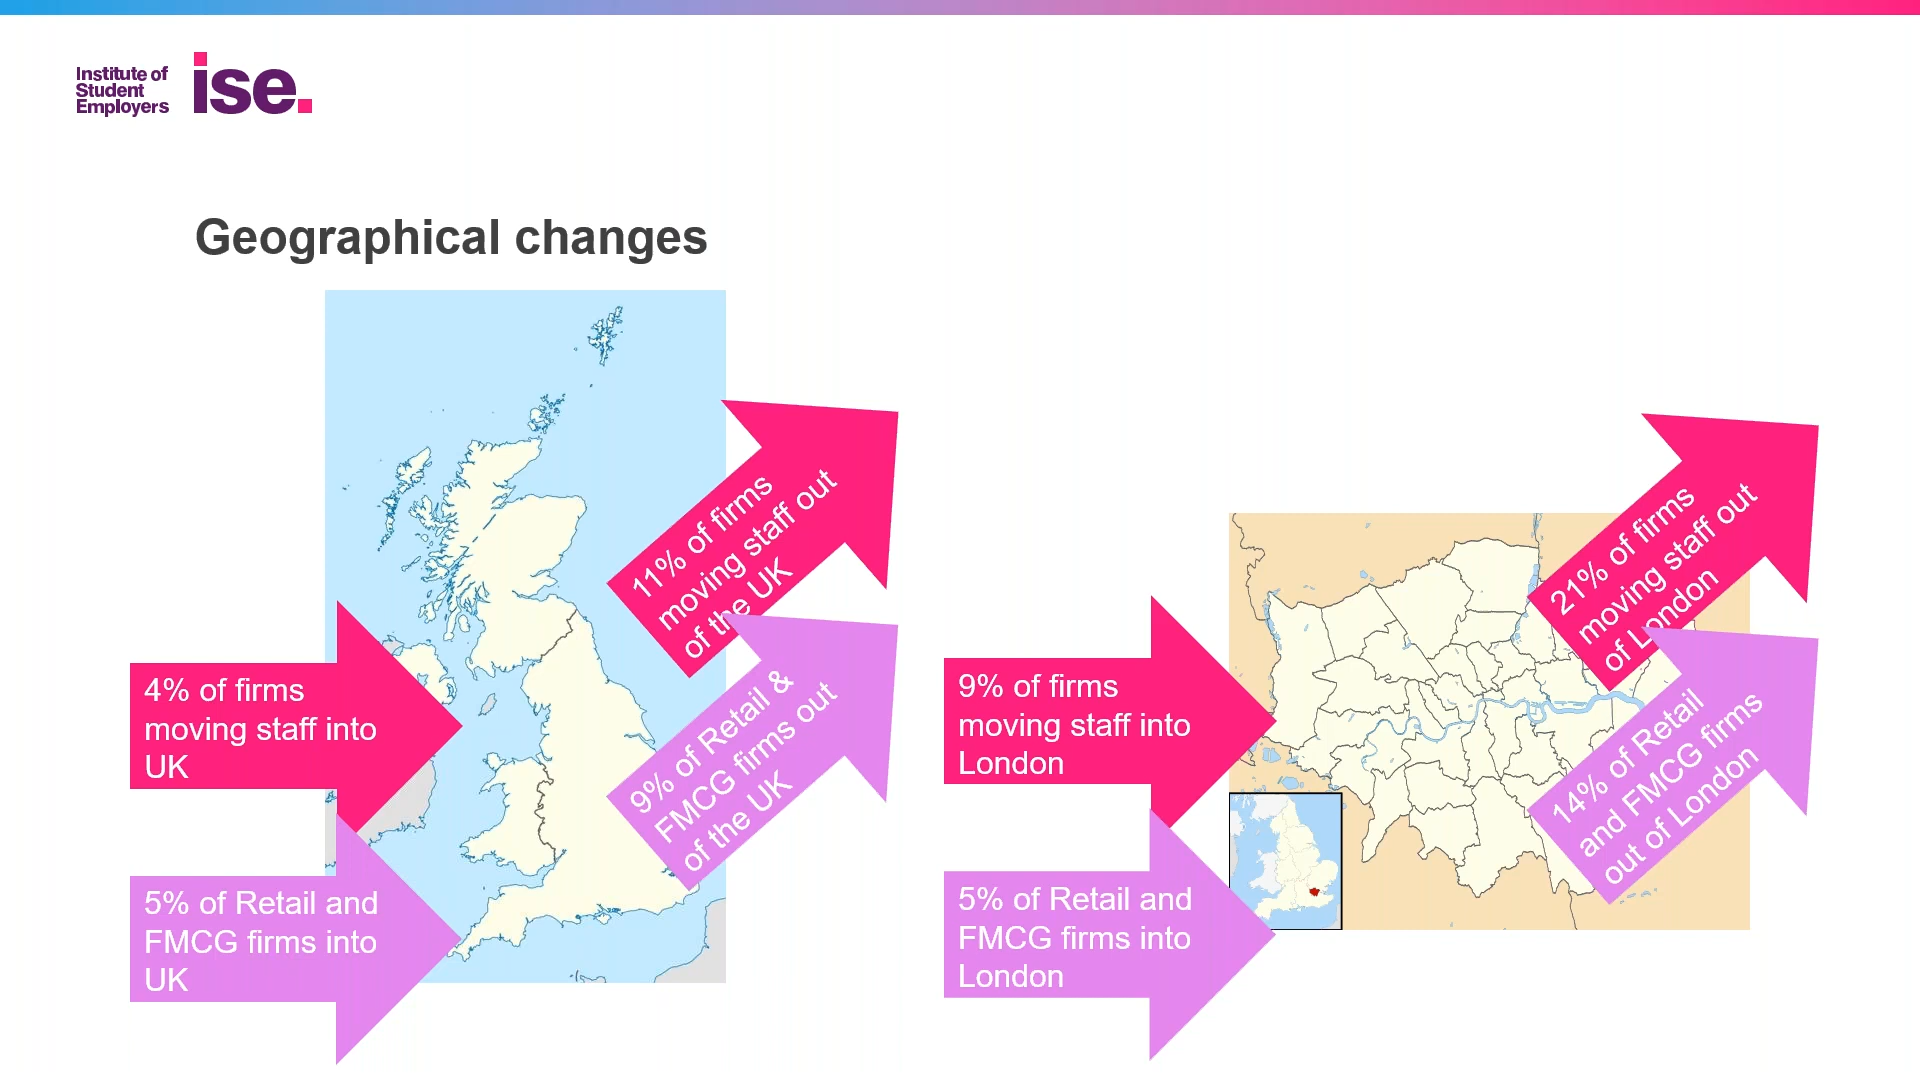 Institute of
Student
Employers
ise.
Geographical changes
11% of firms
moving staff out
of the UK
4% of firms
moving staff into
UK
9% of Retail &
FMCG firms out
of the UK
5% of Retail and
FMCG firms into
UK
21% of firms
moving staff out
of London
9% of firms
moving staff into
London
14% of Retail
and FMCG firms
out of London
5% of Retail and
FMCG firms into
London